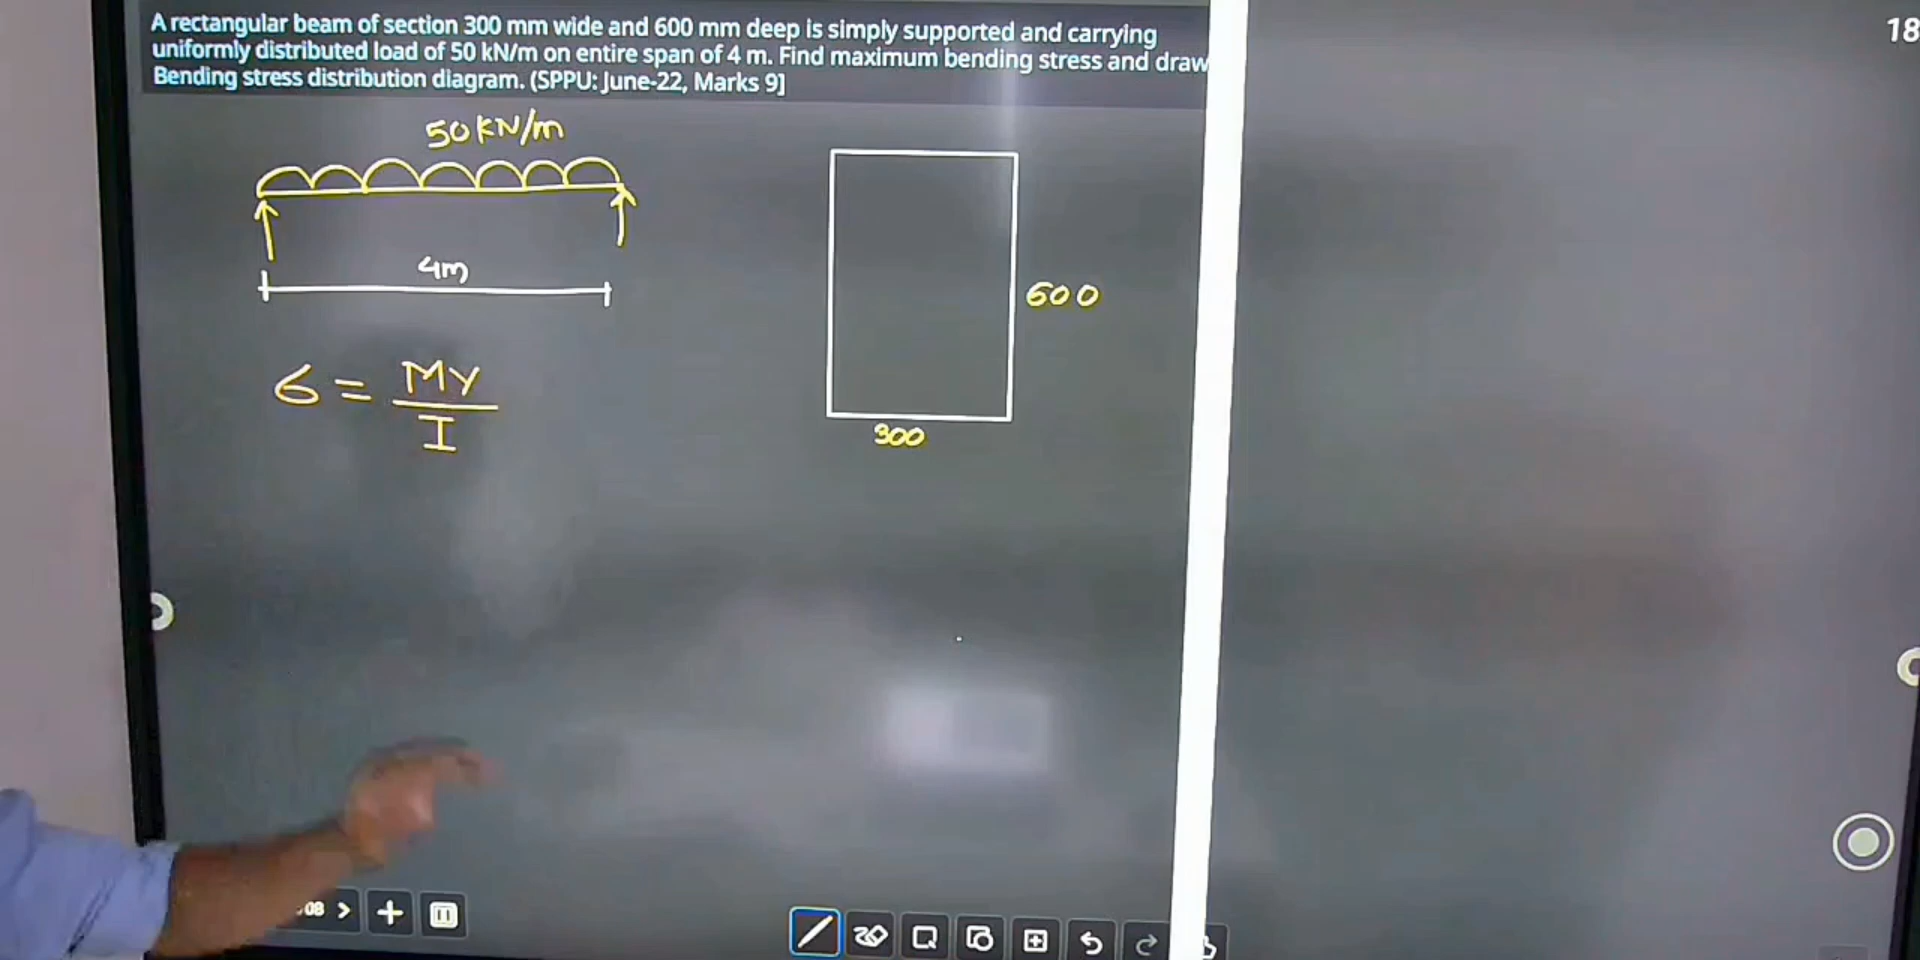 A rectangular beam of section 300 mm wide and 600 mm deep is simply supported and carrying
uniformly distributed load of 50 kN/m on entire span of 4 m. Find maximum bending stress and draw
Bending stress distribution diagram. (SPPU: June-22, Marks 9]
18
50 KN/m
4m
600
300
σ = MY
I
08